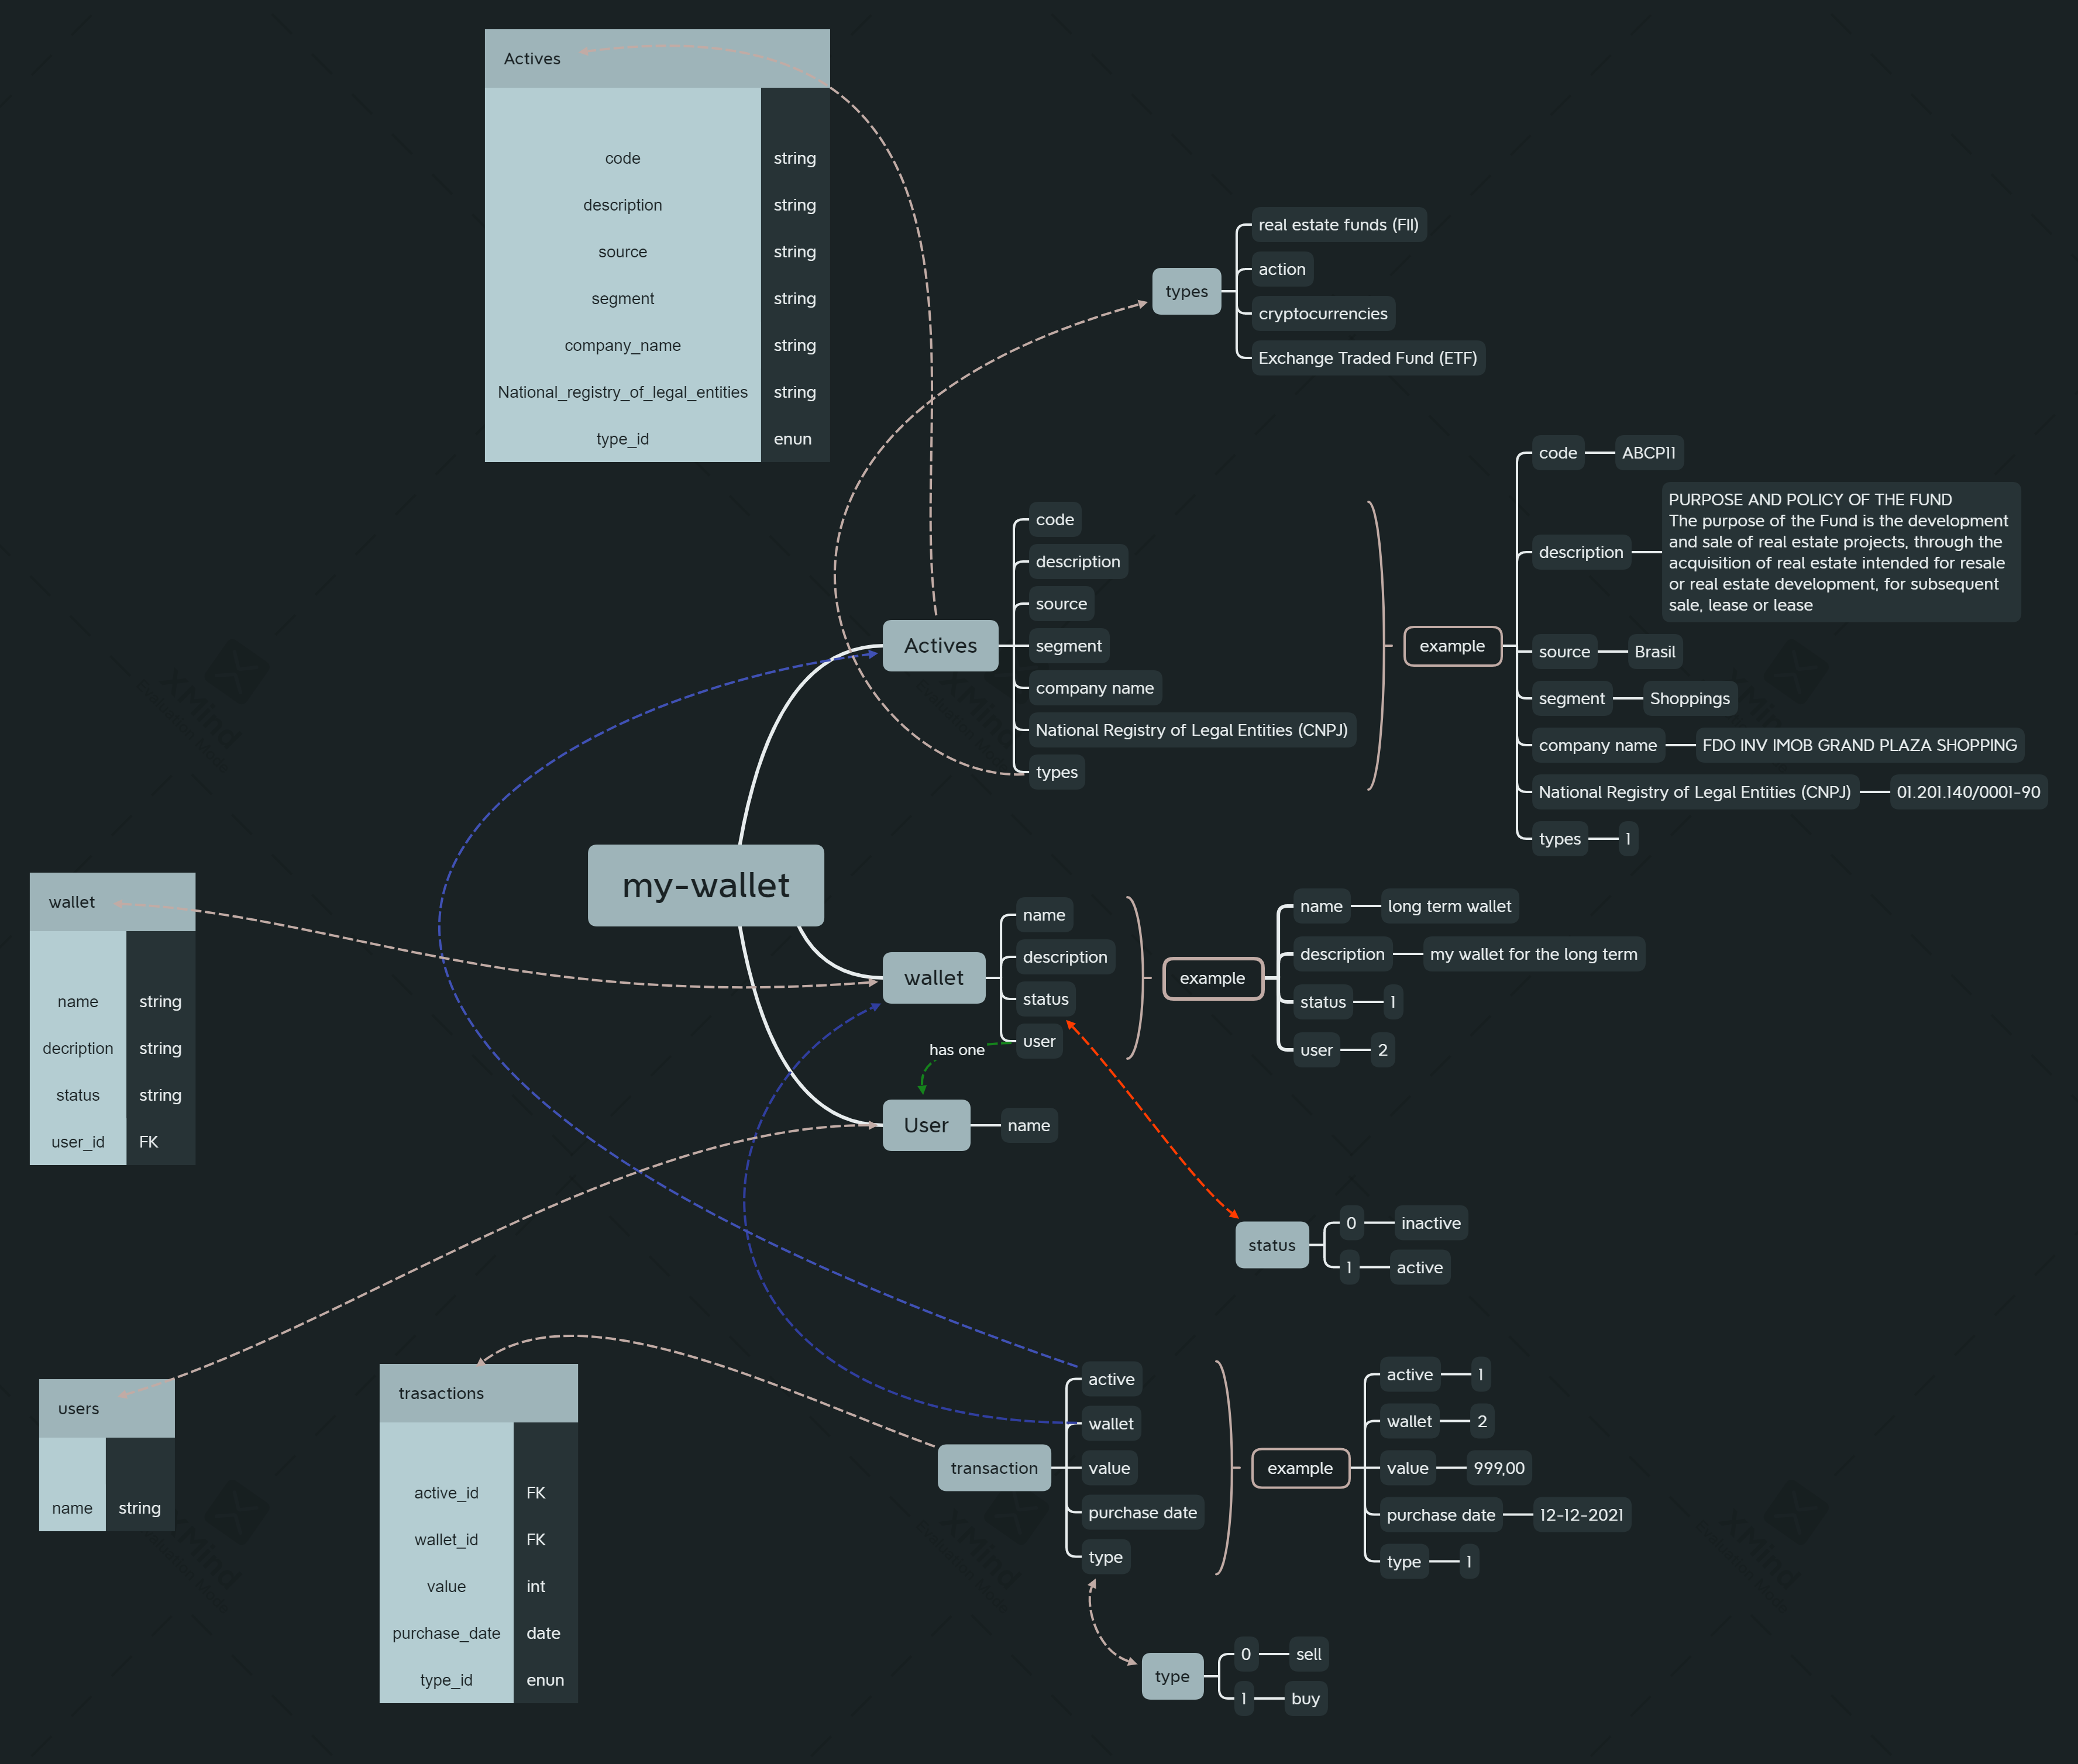 Actives
code string
description string
source string
segment string
company_name string
National_registry_of_legal_entities string
type_id enun
types
real estate funds (FII)
action
cryptocurrencies
Exchange Traded Fund (ETF)
Actives
code
description
source
segment
company name
National Registry of Legal Entities (CNPJ)
types
example
code ABCP11
description
PURPOSE AND POLICY OF THE FUND
The purpose of the Fund is the development
and sale of real estate projects, through the
acquisition of real estate intended for resale
or real estate development, for subsequent
sale, lease or lease
source Brasil
segment Shoppings
company name FDO INV IMOB GRAND PLAZA SHOPPING
National Registry of Legal Entities (CNPJ) 01.201.140/0001-90
types 1
my-wallet
wallet
name string
decription string
status string
user_id FK
wallet
name
description
status
user
has one
example
name long term wallet
description my wallet for the long term
status 1
user 2
User
name
status
0 inactive
1 active
users
name string
trasactions
active_id FK
wallet_id FK
value int
purchase_date date
type_id enun
transaction
active
wallet
value
purchase date
type
example
active 1
wallet 2
value 999,00
purchase date 12-12-2021
type 1
type
0 sell
1 buy
XMind
XMind
XMind
XMind
XMind
XMind